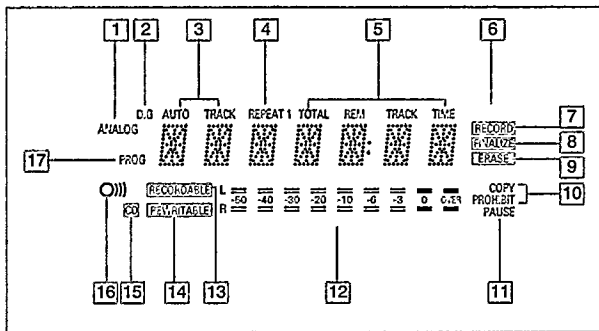 1 2 3 4 5 6
D.G AUTO TRACK REPEAT 1 TOTAL REM TRACK TIME
ANALOG
RECORD 7
FINALIZE 8
ERASE 9
17 PROG
RECORDABLE L
-50 -40 -30 -20 -10 -6 -3 0 OVER
CD REWRITABLE R
COPY
PROHIBIT 10
PAUSE
16 15 14 13 12 11